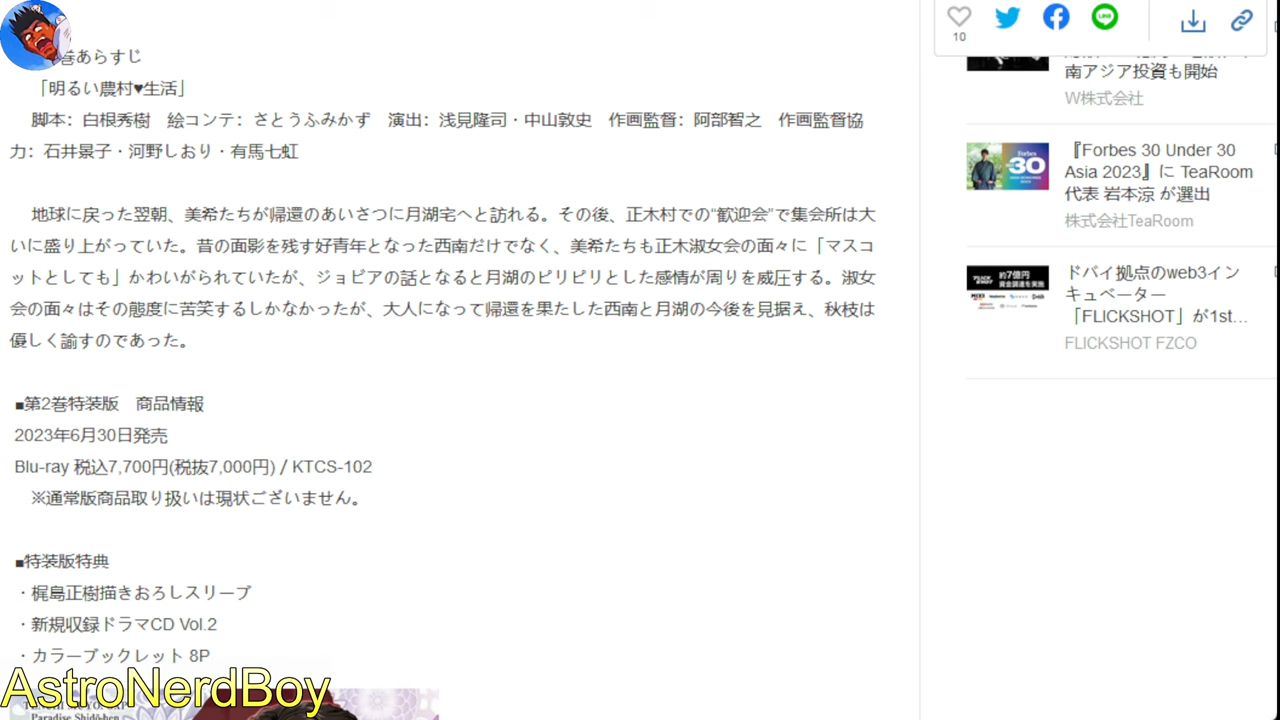 巻あらすじ
「明るい農村♥生活」
脚本：白根秀樹　絵コンテ：さとうふみかず　演出：浅見隆司・中山敦史　作画監督：阿部智之　作画監督協
力：石井景子・河野しおり・有馬七虹
地球に戻った翌朝、美希たちが帰還のあいさつに月湖宅へと訪れる。その後、正木村での“歓迎会”で集会所は大
いに盛り上がっていた。昔の面影を残す好青年となった西南だけでなく、美希たちも正木淑女会の面々に「マスコ
ットとしても」かわいがられていたが、ジョビアの話となると月湖のピリピリとした感情が周りを威圧する。淑女
会の面々はその態度に苦笑するしかなかったが、大人になって帰還を果たした西南と月湖の今後を見据え、秋枝は
優しく諭すのであった。
■第2巻特装版　商品情報
2023年6月30日発売
Blu-ray 税込7,700円(税抜7,000円) / KTCS-102
※通常版商品取り扱いは現状ございません。
■特装版特典
・梶島正樹描きおろしスリーブ
・新規収録ドラマCD Vol.2
・カラーブックレット 8P
AstroNerdBoy
Paradise Shidō-hen
10
LINE
南アジア投資も開始
W株式会社
『Forbes 30 Under 30
Asia 2023』に TeaRoom
代表 岩本涼 が選出
株式会社TeaRoom
Forbes
30
ドバイ拠点のweb3イン
キュベーター
「FLICKSHOT」が1st...
FLICKSHOT FZCO
約7億円
資金調達を実施